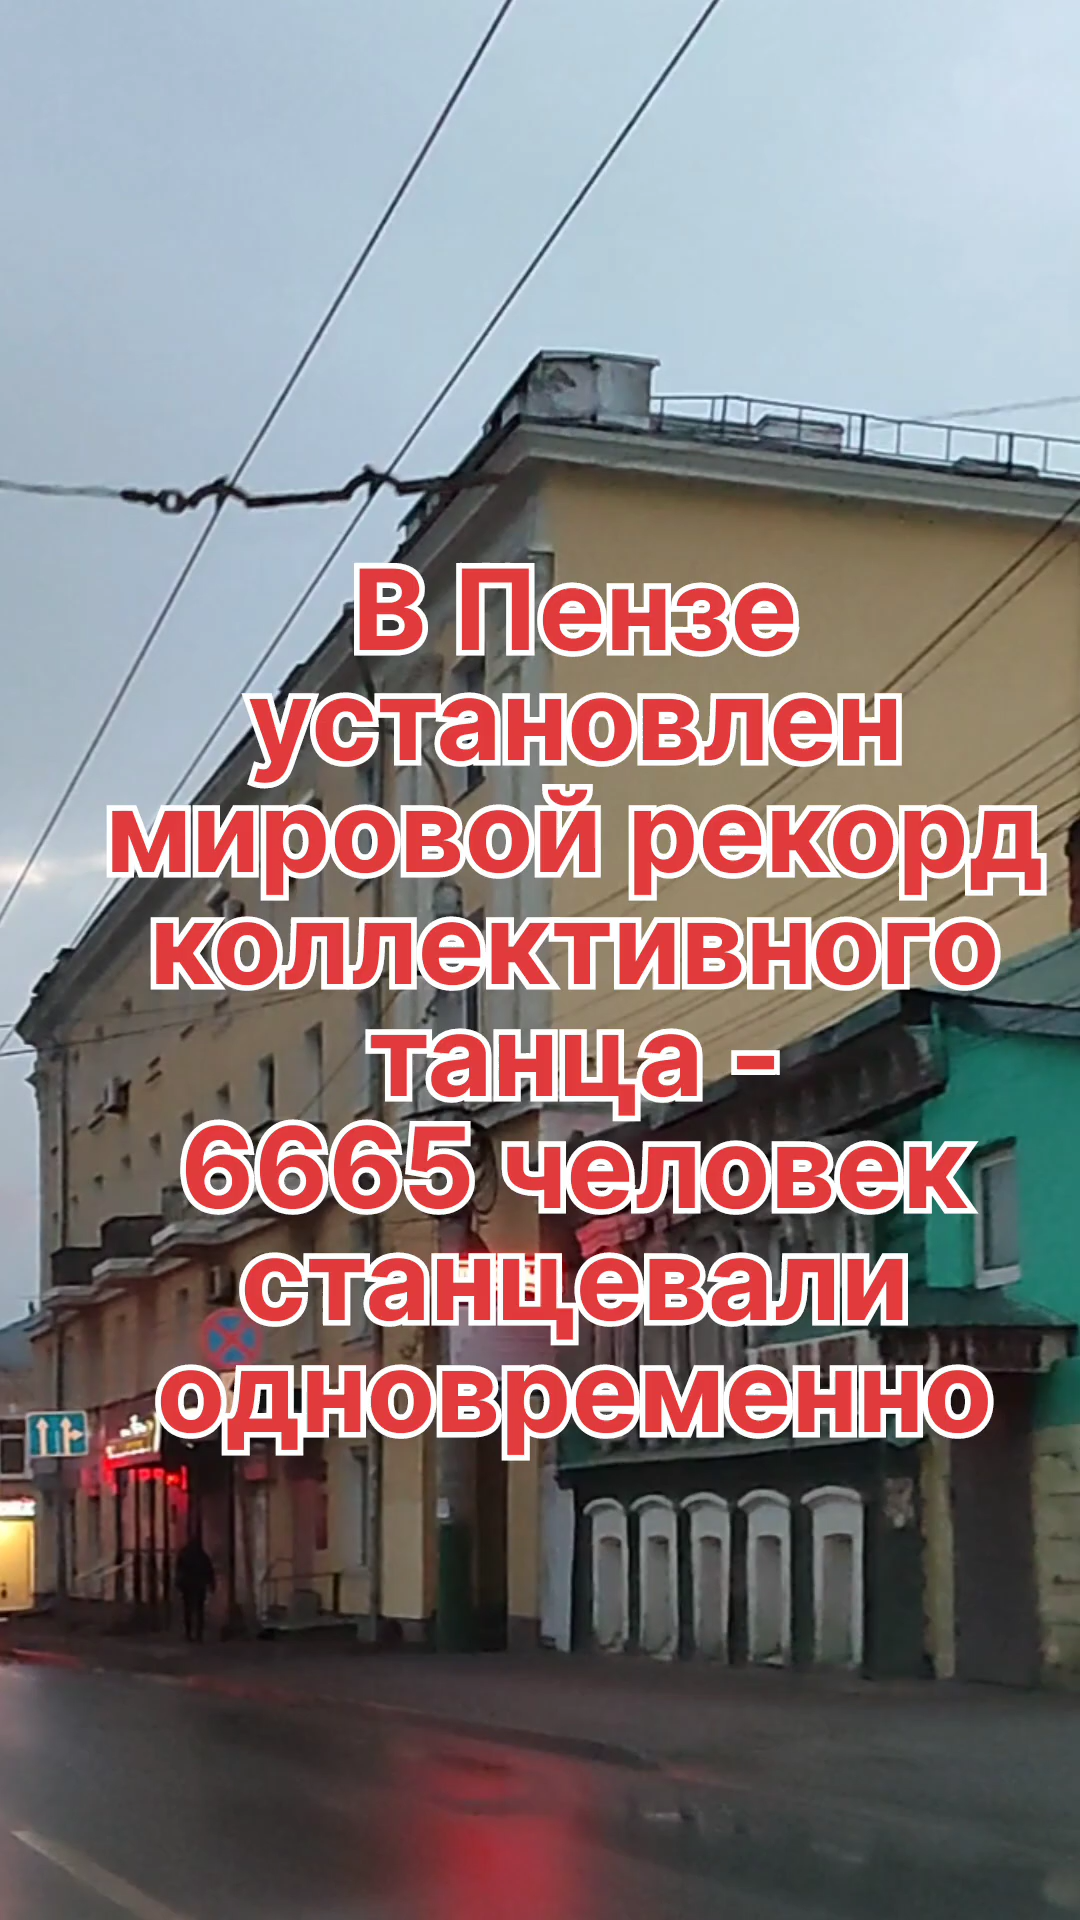 В Пензе
установлен
мировой рекорд
коллективного
танца -
6665 человек
станцевали
одновременно